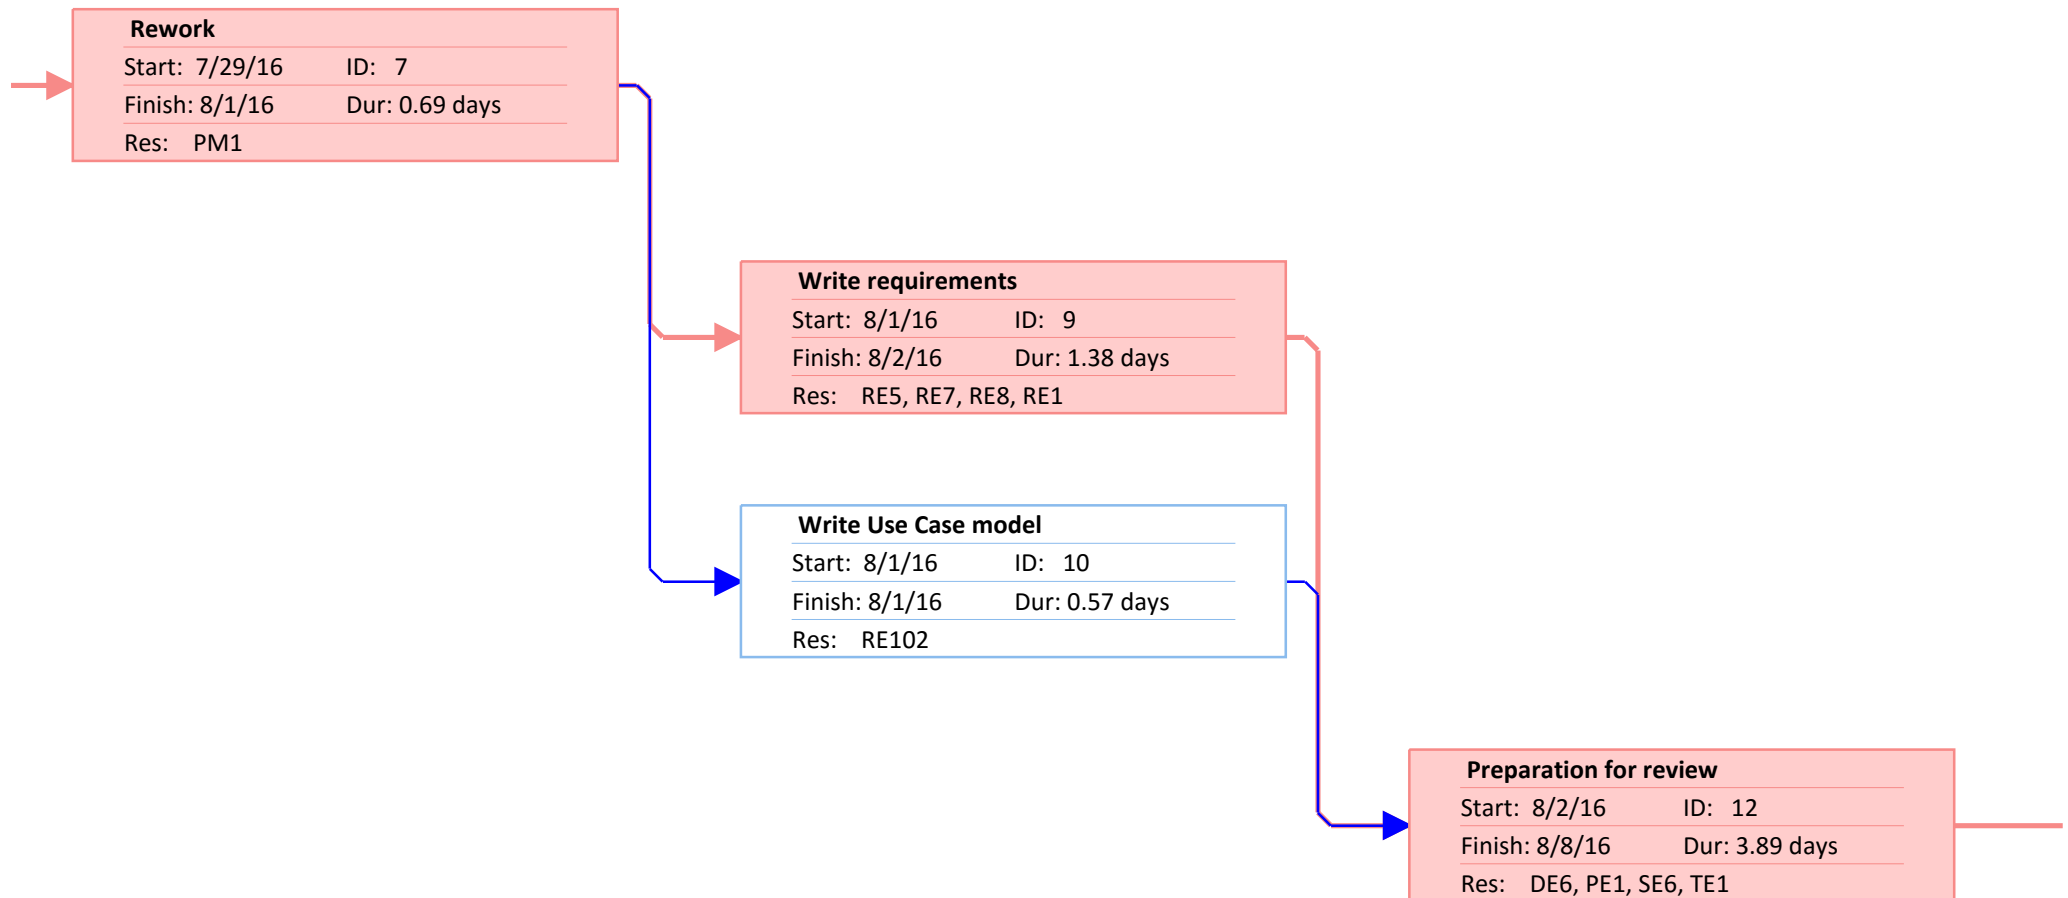 Rework
Start: 7/29/16 ID: 7
Finish: 8/1/16 Dur: 0.69 days
Res: PM1
Write requirements
Start: 8/1/16 ID: 9
Finish: 8/2/16 Dur: 1.38 days
Res: RE5, RE7, RE8, RE1
Write Use Case model
Start: 8/1/16 ID: 10
Finish: 8/1/16 Dur: 0.57 days
Res: RE102
Preparation for review
Start: 8/2/16 ID: 12
Finish: 8/8/16 Dur: 3.89 days
Res: DE6, PE1, SE6, TE1